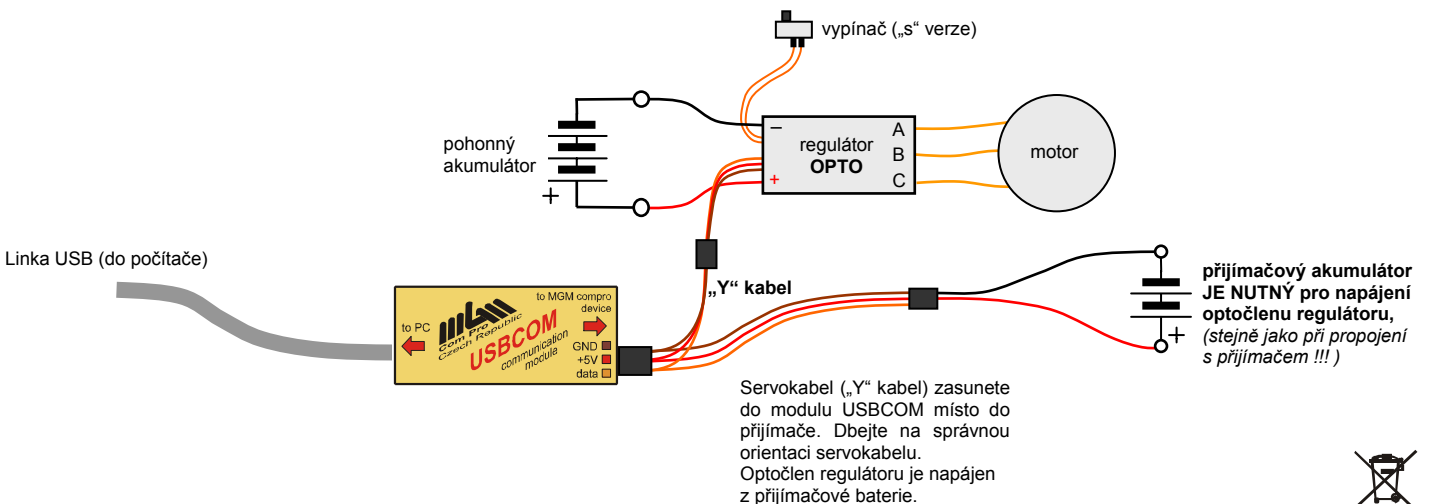 vypínač („s“ verze)
pohonný
akumulátor
–
+
regulátor
OPTO
A
B
C
motor
+
Linka USB (do počítače)
„Y“ kabel
přijímačový akumulátor
JE NUTNÝ pro napájení
optočlenu regulátoru,
(stejně jako při propojení
s přijímačem !!! )
+
to PC
mgm
Com Pro
Czech Republic
USBCOM
communication
module
to MGM compro
device
GND
+5V
data
Servokabel („Y“ kabel) zasunete
do modulu USBCOM místo do
přijímače. Dbejte na správnou
orientaci servokabelu.
Optočlen regulátoru je napájen
z přijímačové baterie.